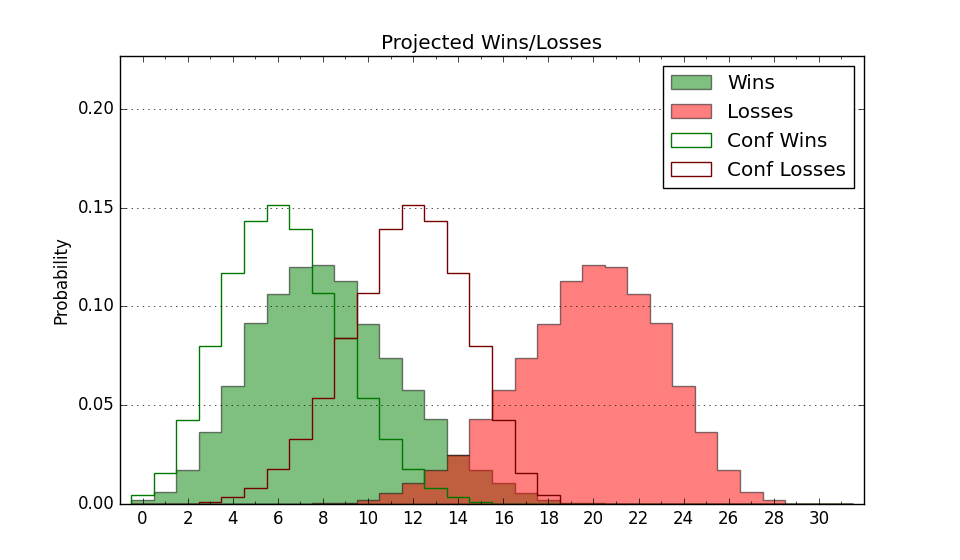 Projected Wins/Losses
Wins
Losses
Conf Wins
Conf Losses
Probability
0.20
0.15
0.10
0.05
0.00
0 2 4 6 8 10 12 14 16 18 20 22 24 26 28 30